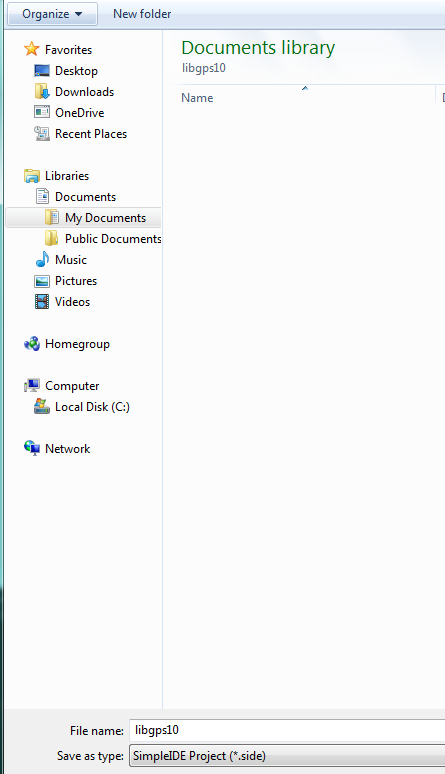 Organize New folder
Favorites
Desktop
Downloads
OneDrive
Recent Places
Libraries
Documents
My Documents
Public Documents
Music
Pictures
Videos
Homegroup
Computer
Local Disk (C:)
Network
Documents library
libgps10
Name
File name: libgps10
Save as type: SimpleIDE Project (*.side)